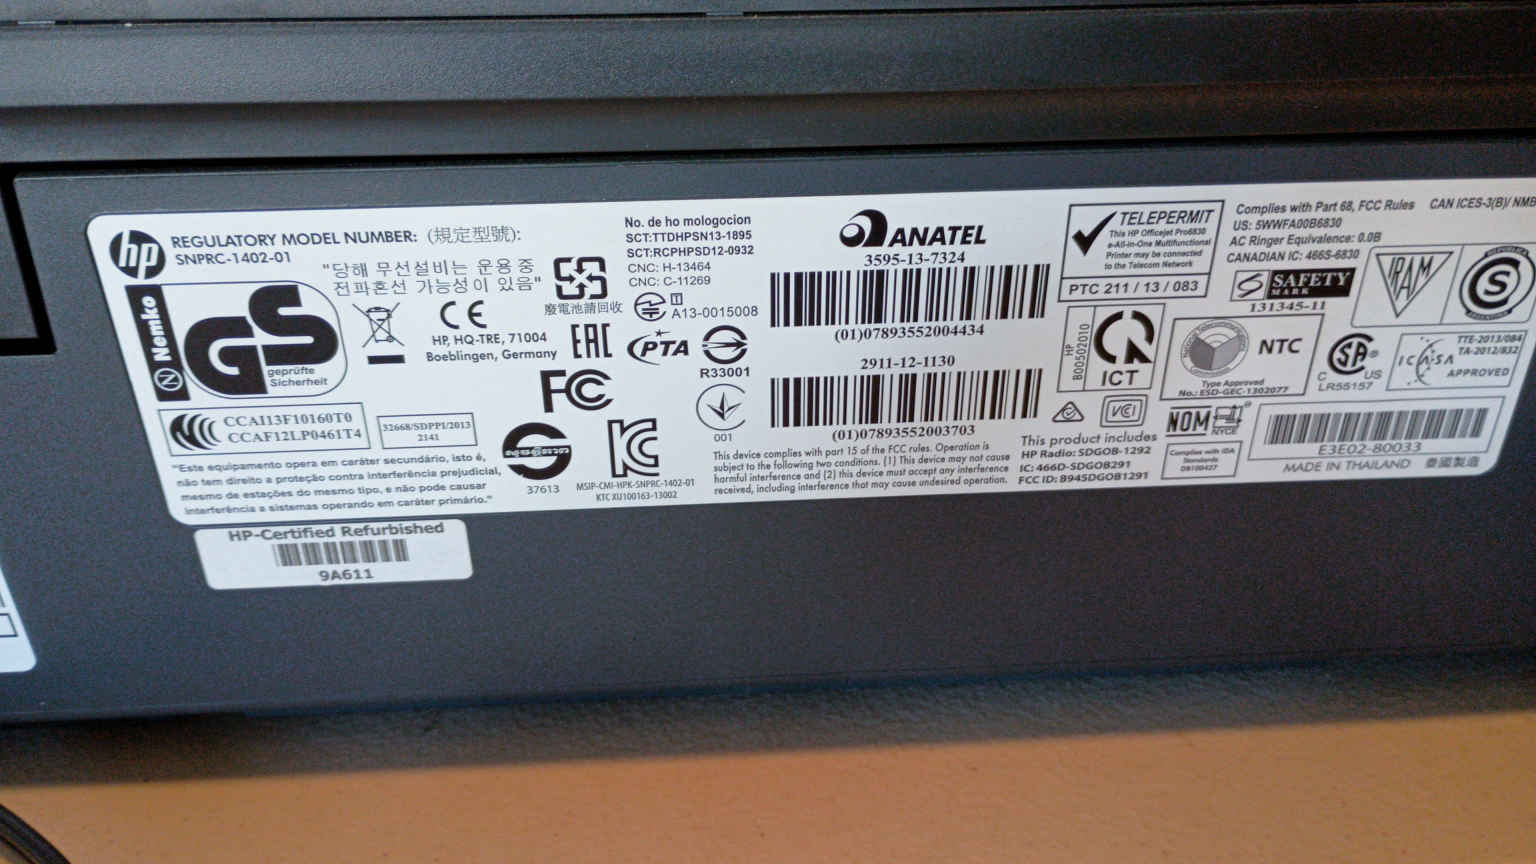 hp
REGULATORY MODEL NUMBER: (規定型號):
SNPRC-1402-01
"당해 무선설비는 운용 중
전파혼선 가능성이 있음"
Nemko
GS
geprüfte
Sicherheit
CE
HP, HQ-TRE, 71004
Boeblingen, Germany
廢電池請回收
No. de ho mologocion
SCT:TTDHPSN13-1895
SCT:RCPHPSD12-0932
CNC: H-13464
CNC: C-11269
A13-0015008
EAC
PTA
R33001
FC
001
CCAI13F10160T0
CCAF12LP0461T4
32668/SDPPI/2013
2141
"Este equipamento opera em caráter secundário, isto é,
não tem direito a proteção contra interferência prejudicial,
mesmo de estações do mesmo tipo, e não pode causar
interferência a sistemas operando em caráter primário."
37613
MSIP-CMI-HPK-SNPRC-1402-01
KTC XU100163-13002
ANATEL
3595-13-7324
(01)07893552004434
2911-12-1130
(01)07893552003703
This device complies with part 15 of the FCC rules. Operation is
subject to the following two conditions. (1) This device may not cause
harmful interference and (2) this device must accept any interference
received, including interference that may cause undesired operation.
TELEPERMIT
This HP Officejet Pro6830
e-All-in-One Multifunctional
Printer may be connected
to the Telecom Network
PTC 211 / 13 / 083
HP
B00502010
ICT
VCI
This product includes
HP Radio: SDGOB-1292
IC: 466D-SDGOB291
FCC ID: B94SDGOB1291
Complies with Part 68, FCC Rules CAN ICES-3(B)/ NMB
US: 5WWFA00B6830
AC Ringer Equivalence: 0.0B
CANADIAN IC: 466S-6830
SAFETY
MARK
131345-11
IRAM
S
NTC
Type Approved
No.: ESD-GEC-1302077
C US
LR55157
TTE-2013/084
TA-2012/832
ICASA
APPROVED
NOM
NYCE
Complies with IDA
Standards
DB100427
E3E02-80033
MADE IN THAILAND 泰國製造
HP-Certified Refurbished
9A611